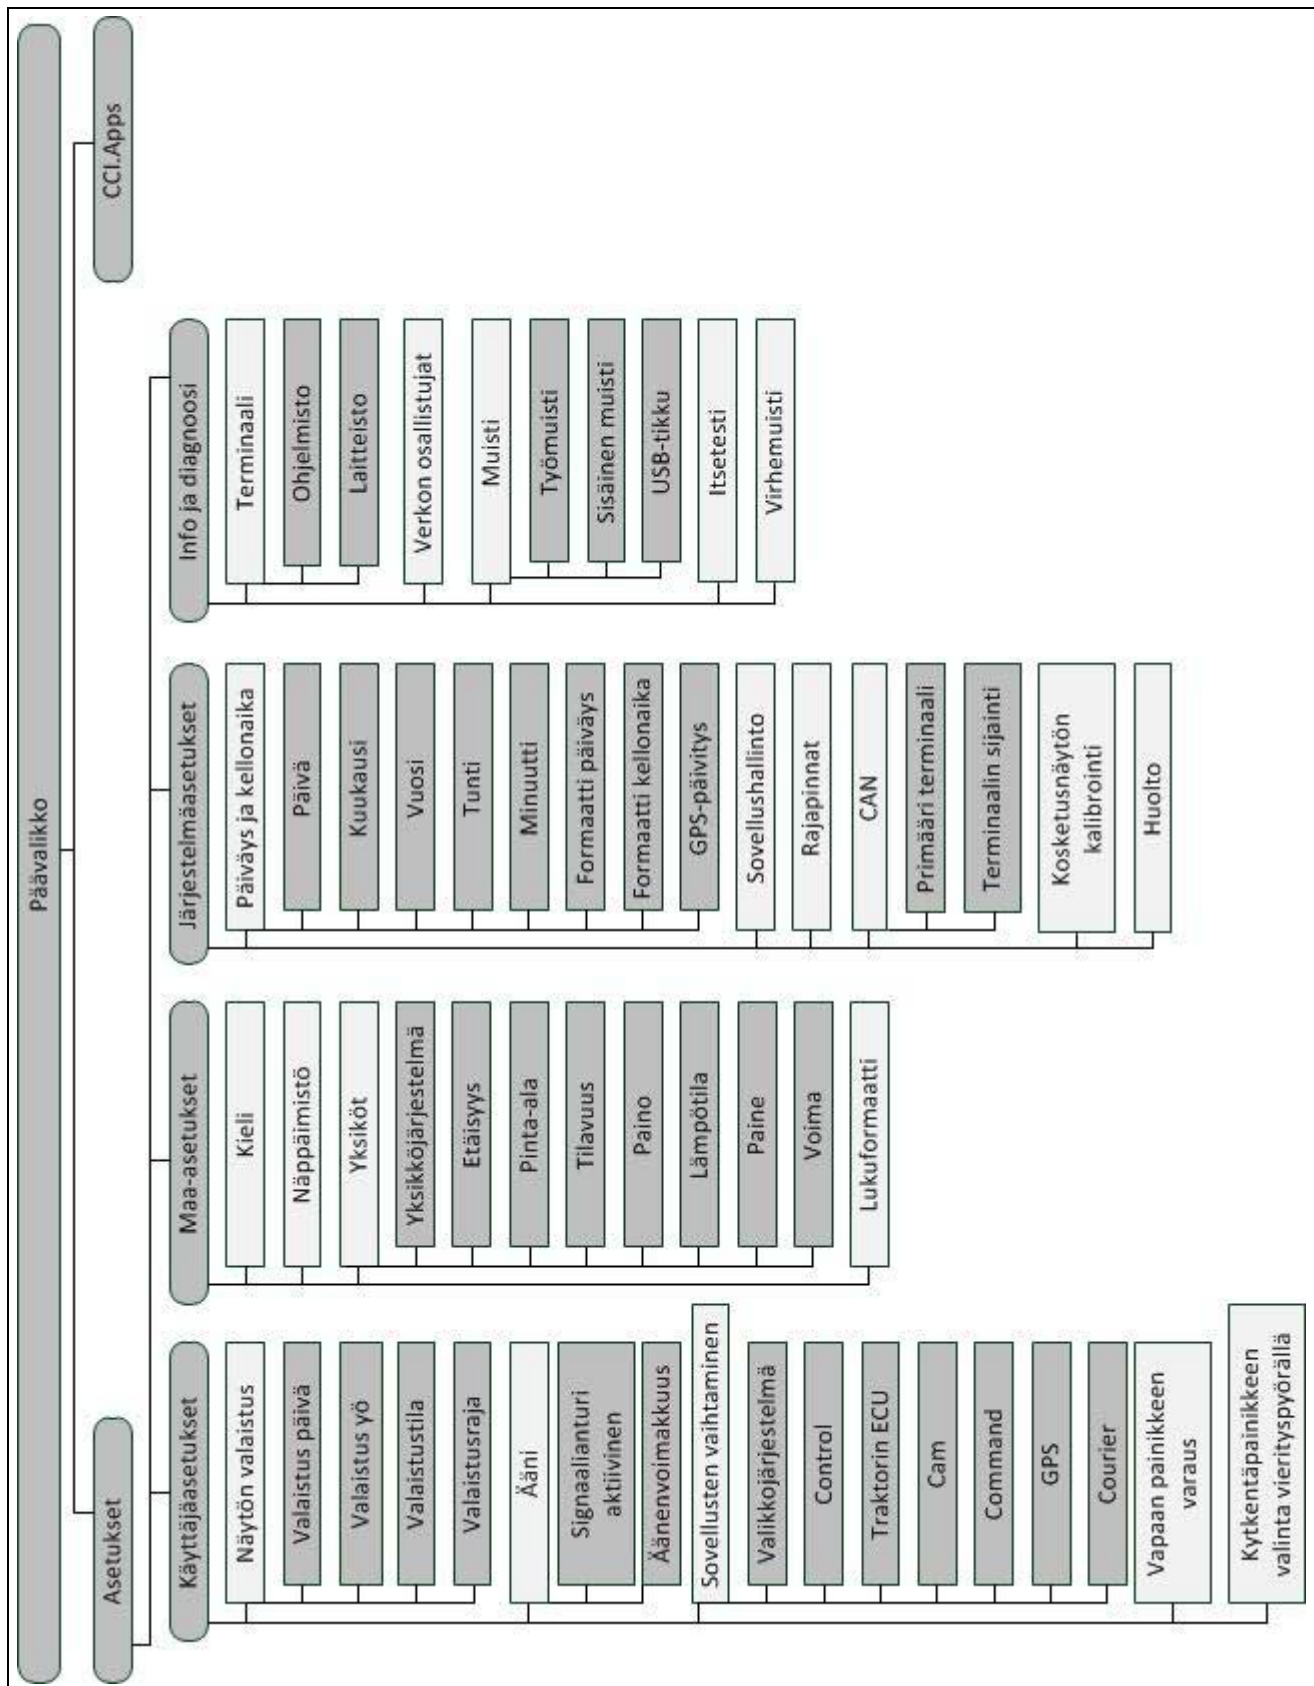 Päävalikko
Asetukset
CCI.Apps
Käyttäjäasetukset
Näytön valaistus
Valaistus päivä
Valaistus yö
Valaistustila
Valaistusraja
Ääni
Signaalianturi
aktiivinen
Äänenvoimakkuus
Sovellusten vaihtaminen
Valikkojärjestelmä
Control
Traktorin ECU
Cam
Command
GPS
Courier
Vapaan painikkeen
varaus
Kytkentäpainikkeen
valinta vierityspyörällä
Maa-asetukset
Kieli
Näppäimistö
Yksiköt
Yksikköjärjestelmä
Etäisyys
Pinta-ala
Tilavuus
Paino
Lämpötila
Paine
Voima
Lukuformaatti
Järjestelmäasetukset
Päiväys ja kellonaika
Päivä
Kuukausi
Vuosi
Tunti
Minuutti
Formaatti päiväys
Formaatti kellonaika
GPS-päivitys
Sovellushallinto
Rajapinnat
CAN
Primääri terminaali
Terminaalin sijainti
Kosketusnäytön
kalibrointi
Huolto
Info ja diagnoosi
Terminaali
Ohjelmisto
Laitteisto
Verkon osallistujat
Muisti
Työmuisti
Sisäinen muisti
USB-tikku
Itsetesti
Virhemuisti